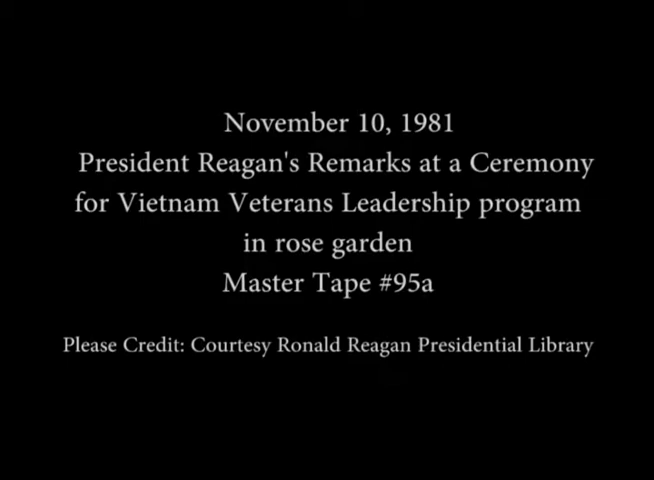 November 10, 1981
President Reagan's Remarks at a Ceremony
for Vietnam Veterans Leadership program
in rose garden
Master Tape #95a
Please Credit: Courtesy Ronald Reagan Presidential Library